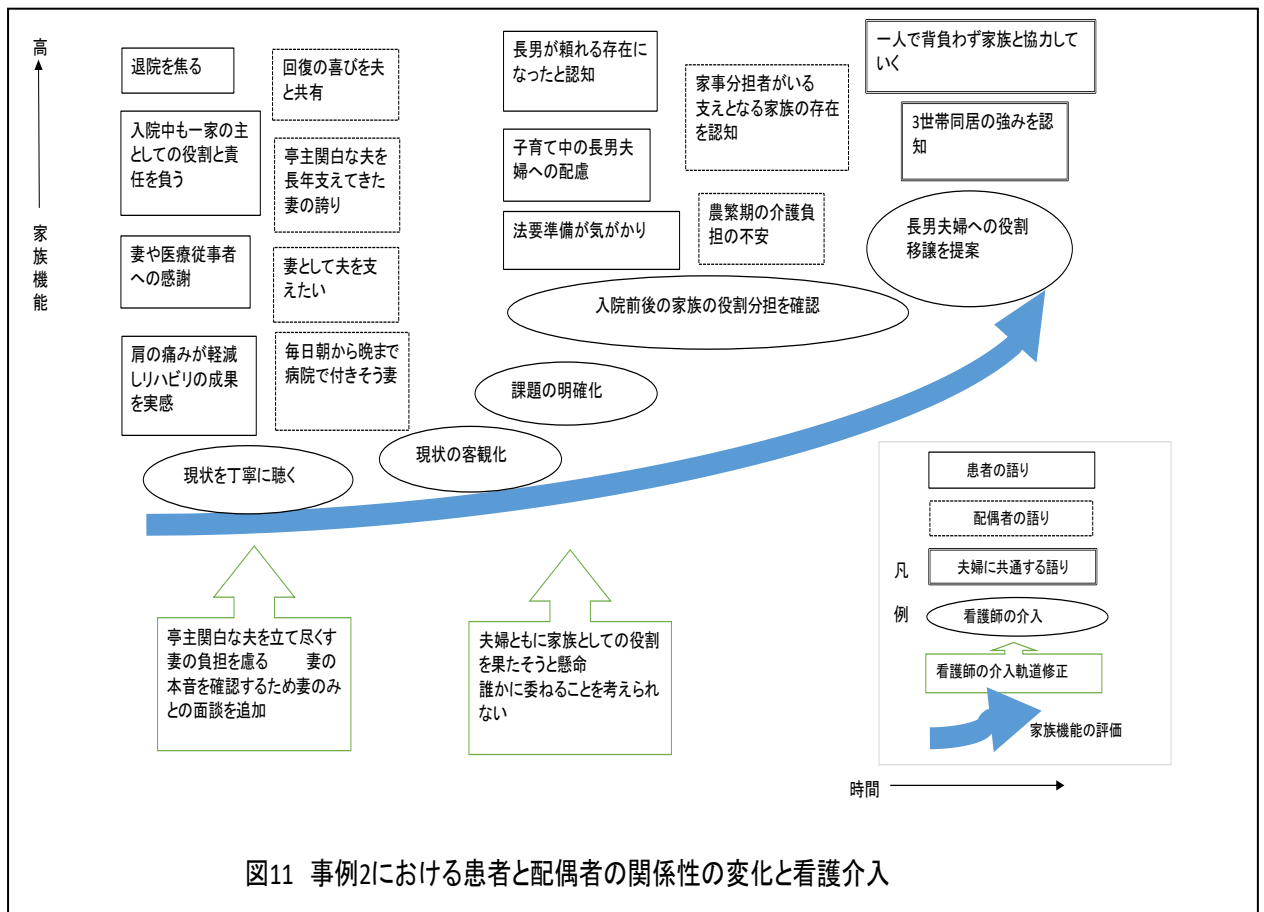 高
家
族
機
能
退院を焦る
入院中も一家の主
としての役割と責
任を負う
妻や医療従事者
への感謝
肩の痛みが軽減
しリハビリの成果
を実感
回復の喜びを夫
と共有
亭主関白な夫を
長年支えてきた
妻の誇り
妻として夫を支
えたい
毎日朝から晩まで
病院で付きそう妻
現状を丁寧に聴く
現状の客観化
課題の明確化
長男が頼れる存在に
なったと認知
子育て中の長男夫
婦への配慮
法要準備が気がかり
家事分担者がいる
支えとなる家族の存在
を認知
農繁期の介護負
担の不安
入院前後の家族の役割分担を確認
一人で背負わず家族と協力して
いく
3世帯同居の強みを認
知
長男夫婦への役割
移譲を提案
亭主関白な夫を立て尽くす
妻の負担を慮る 妻の
本音を確認するため妻のみ
との面談を追加
夫婦ともに家族としての役割
を果たそうと懸命
誰かに委ねることを考えられ
ない
凡
例
患者の語り
配偶者の語り
夫婦に共通する語り
看護師の介入
看護師の介入軌道修正
家族機能の評価
時間
図11 事例2における患者と配偶者の関係性の変化と看護介入